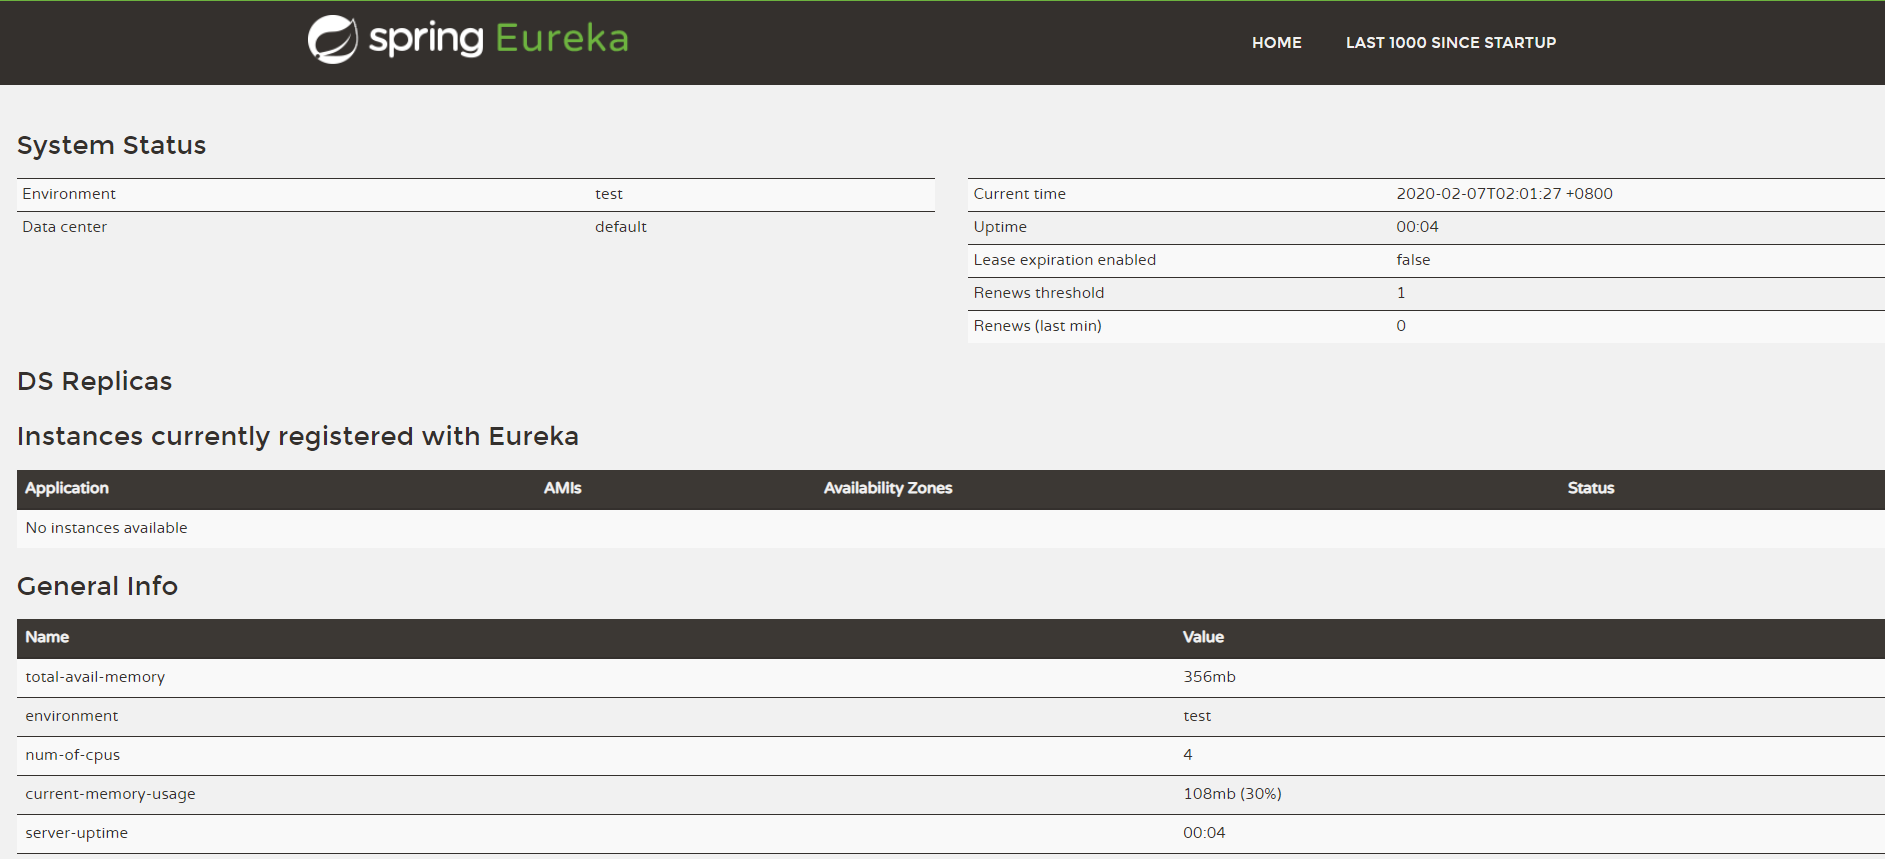 spring Eureka
HOME LAST 1000 SINCE STARTUP
System Status
Environment test
Data center default
Current time 2020-02-07T02:01:27 +0800
Uptime 00:04
Lease expiration enabled false
Renews threshold 1
Renews (last min) 0
DS Replicas
Instances currently registered with Eureka
Application AMIs Availability Zones Status
No instances available
General Info
Name Value
total-avail-memory 356mb
environment test
num-of-cpus 4
current-memory-usage 108mb (30%)
server-uptime 00:04